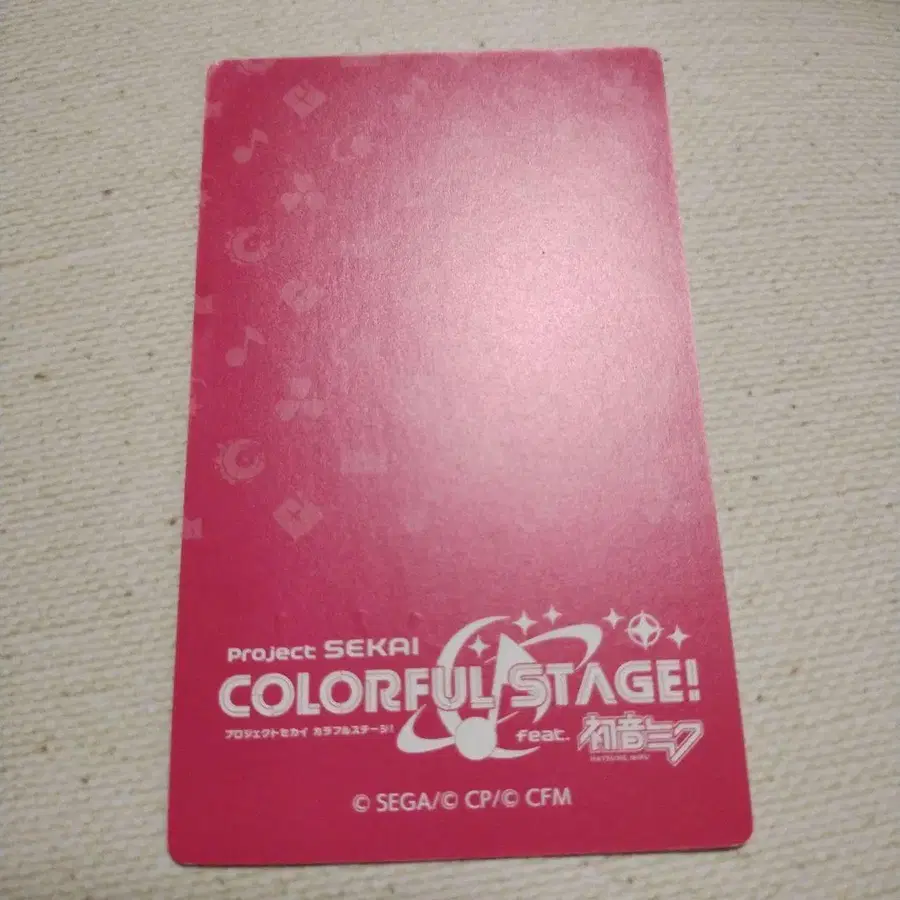 Project SEKAI
COLORFUL STAGE!
プロジェクトセカイ カラフルステージ!
feat. 初音ミク
HATSUNE MIKU
© SEGA/© CP/© CFM